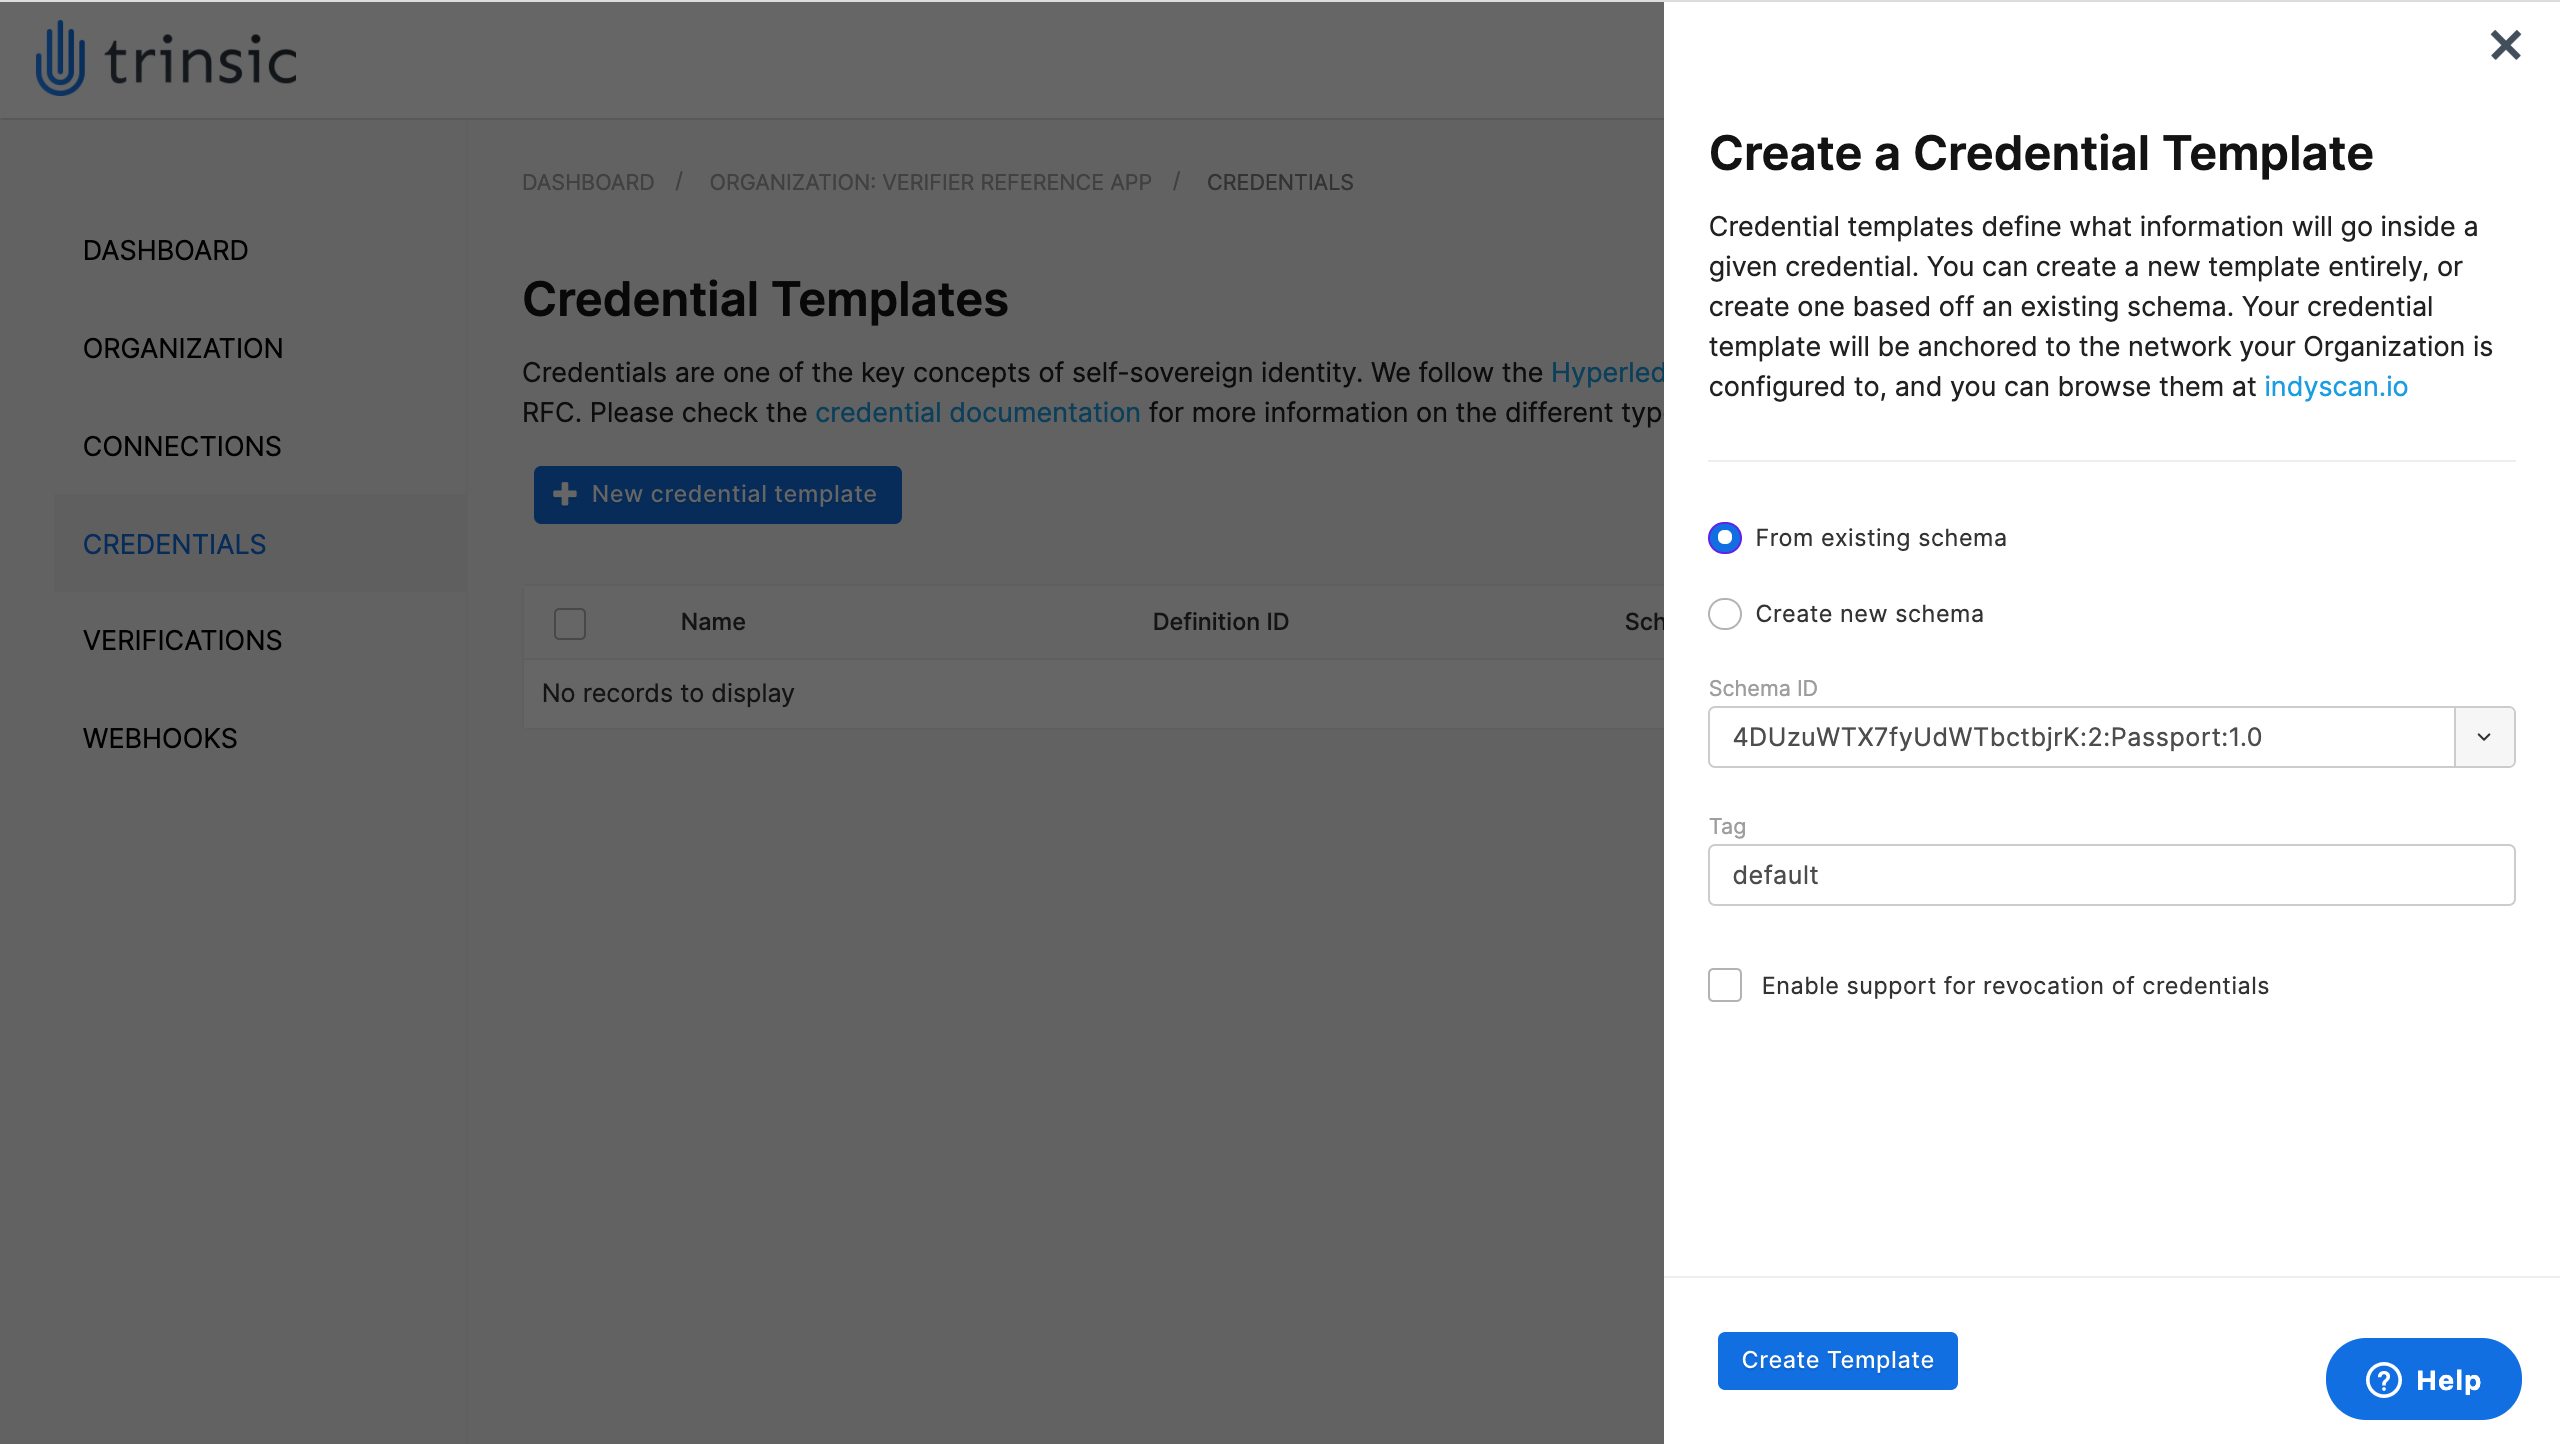 trinsic
DASHBOARD
ORGANIZATION
CONNECTIONS
CREDENTIALS
VERIFICATIONS
WEBHOOKS
DASHBOARD / ORGANIZATION: VERIFIER REFERENCE APP / CREDENTIALS
Credential Templates
Credentials are one of the key concepts of self-sovereign identity. We follow the Hyperled
RFC. Please check the credential documentation for more information on the different typ
New credential template
Name Definition ID Sch
No records to display
Create a Credential Template
Credential templates define what information will go inside a
given credential. You can create a new template entirely, or
create one based off an existing schema. Your credential
template will be anchored to the network your Organization is
configured to, and you can browse them at indyscan.io
From existing schema
Create new schema
Schema ID
4DUzuWTX7fyUdWTbctbjrK:2:Passport:1.0
Tag
default
Enable support for revocation of credentials
Create Template
Help